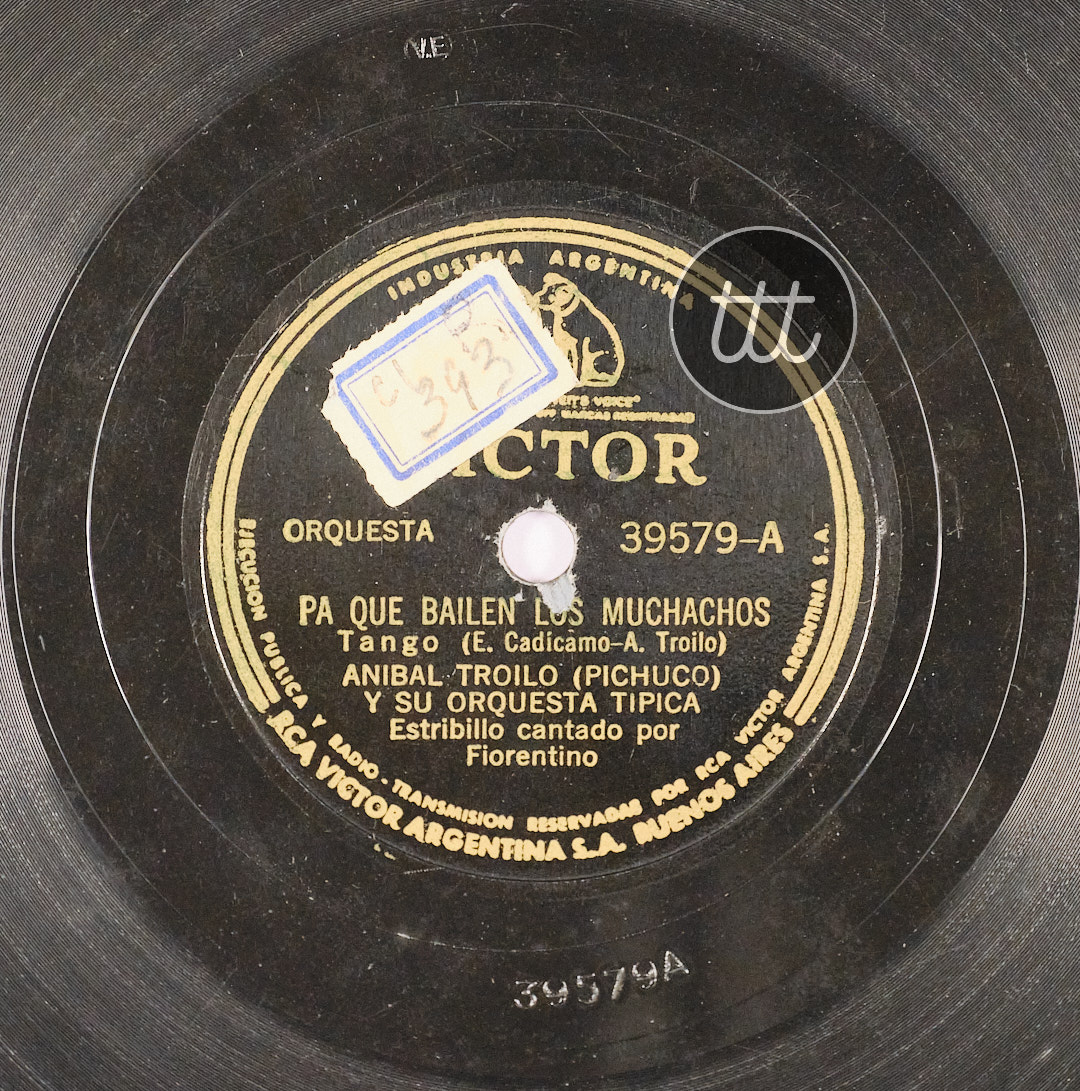 V.E
INDUSTRIA ARGENTINA
ttt
393
VICTOR
ORQUESTA
39579-A
PA QUE BAILEN LOS MUCHACHOS
Tango (E. Cadícamo-A. Troilo)
ANIBAL TROILO (PICHUCO)
Y SU ORQUESTA TIPICA
Estribillo cantado por
Fiorentino
EJECUCION PUBLICA Y RADIO-TRANSMISION RESERVADAS POR RCA VICTOR ARGENTINA S.A.
RCA VICTOR ARGENTINA S.A. BUENOS AIRES
39579A